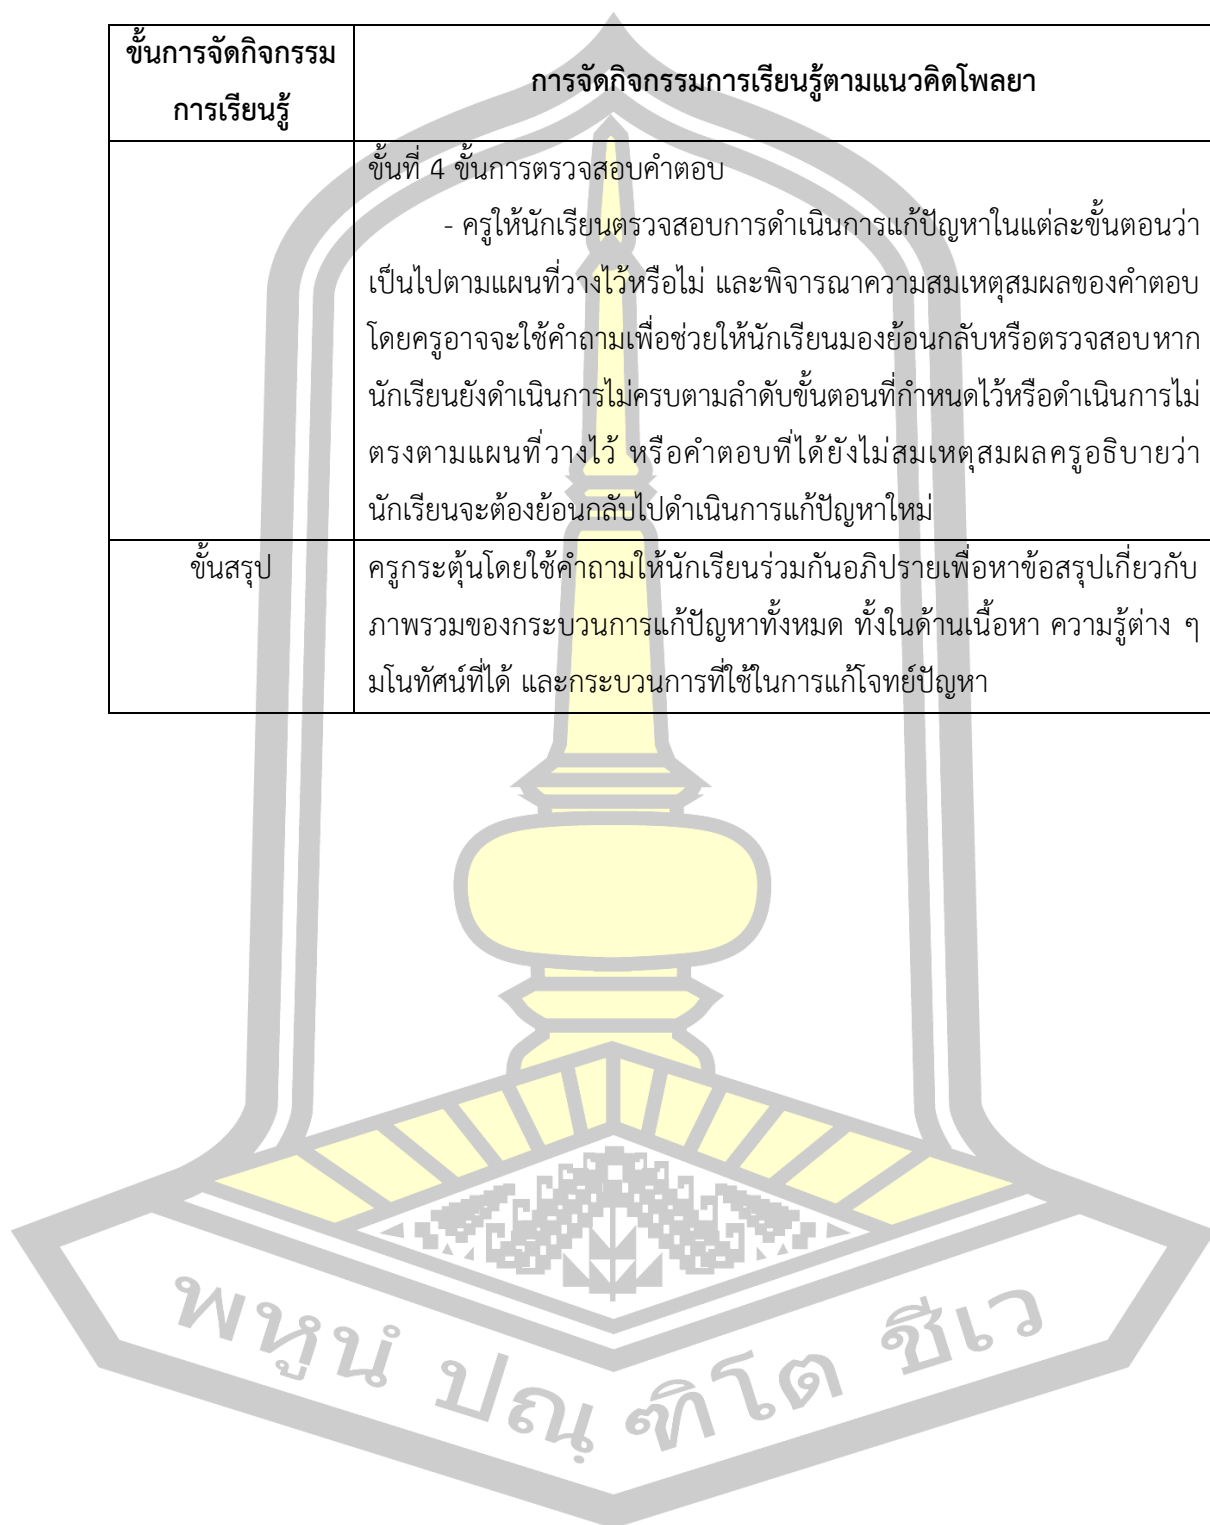 ขั้นการจัดกิจกรรม
การเรียนรู้
การจัดกิจกรรมการเรียนรู้ตามแนวคิดโพลยา
ขั้นที่ 4 ขั้นการตรวจสอบคำตอบ
- ครูให้นักเรียนตรวจสอบการดำเนินการแก้ปัญหาในแต่ละขั้นตอนว่า
เป็นไปตามแผนที่วางไว้หรือไม่ และพิจารณาความสมเหตุสมผลของคำตอบ
โดยครูอาจจะใช้คำถามเพื่อช่วยให้นักเรียนมองย้อนกลับหรือตรวจสอบหาก
นักเรียนยังดำเนินการไม่ครบตามลำดับขั้นตอนที่กำหนดไว้หรือดำเนินการไม่
ตรงตามแผนที่วางไว้ หรือคำตอบที่ได้ยังไม่สมเหตุสมผลครูอธิบายว่า
นักเรียนจะต้องย้อนกลับไปดำเนินการแก้ปัญหาใหม่
ขั้นสรุป
ครูกระตุ้นโดยใช้คำถามให้นักเรียนร่วมกันอภิปรายเพื่อหาข้อสรุปเกี่ยวกับ
ภาพรวมของกระบวนการแก้ปัญหาทั้งหมด ทั้งในด้านเนื้อหา ความรู้ต่าง ๆ
มโนทัศน์ที่ได้ และกระบวนการที่ใช้ในการแก้โจทย์ปัญหา
พหูนํ ปณฺฑิโต ชีเว